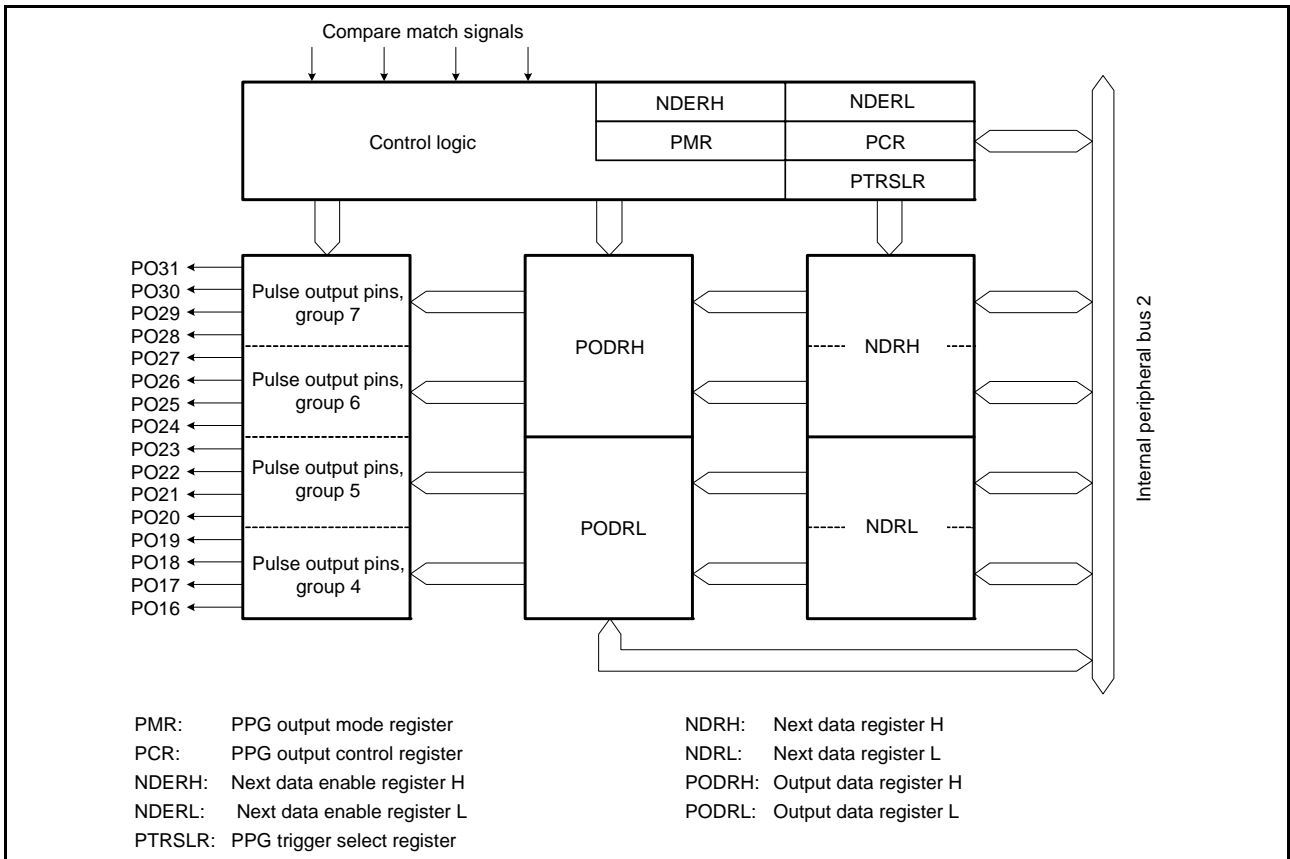 Compare match signals
NDERH
NDERL
Control logic
PMR
PCR
PTRSLR
PO31
PO30
PO29
PO28
PO27
PO26
PO25
PO24
PO23
PO22
PO21
PO20
PO19
PO18
PO17
PO16
Pulse output pins,
group 7
Pulse output pins,
group 6
Pulse output pins,
group 5
Pulse output pins,
group 4
PODRH
PODRL
NDRH
NDRL
Internal peripheral bus 2
PMR: PPG output mode register
PCR: PPG output control register
NDERH: Next data enable register H
NDERL: Next data enable register L
PTRSLR: PPG trigger select register
NDRH: Next data register H
NDRL: Next data register L
PODRH: Output data register H
PODRL: Output data register L